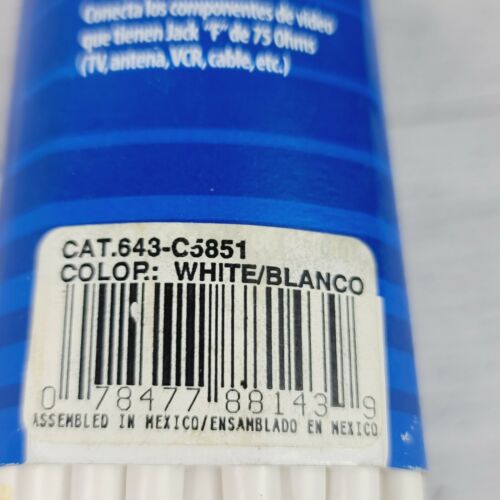 Conecta los componentes de video
que tienen Jack "F" de 75 Ohms
(TV, antena, VCR, cable, etc.)
CAT.643-C5851
COLOR: WHITE/BLANCO
0 78477 88143 9
ASSEMBLED IN MEXICO/ENSAMBLADO EN MEXICO